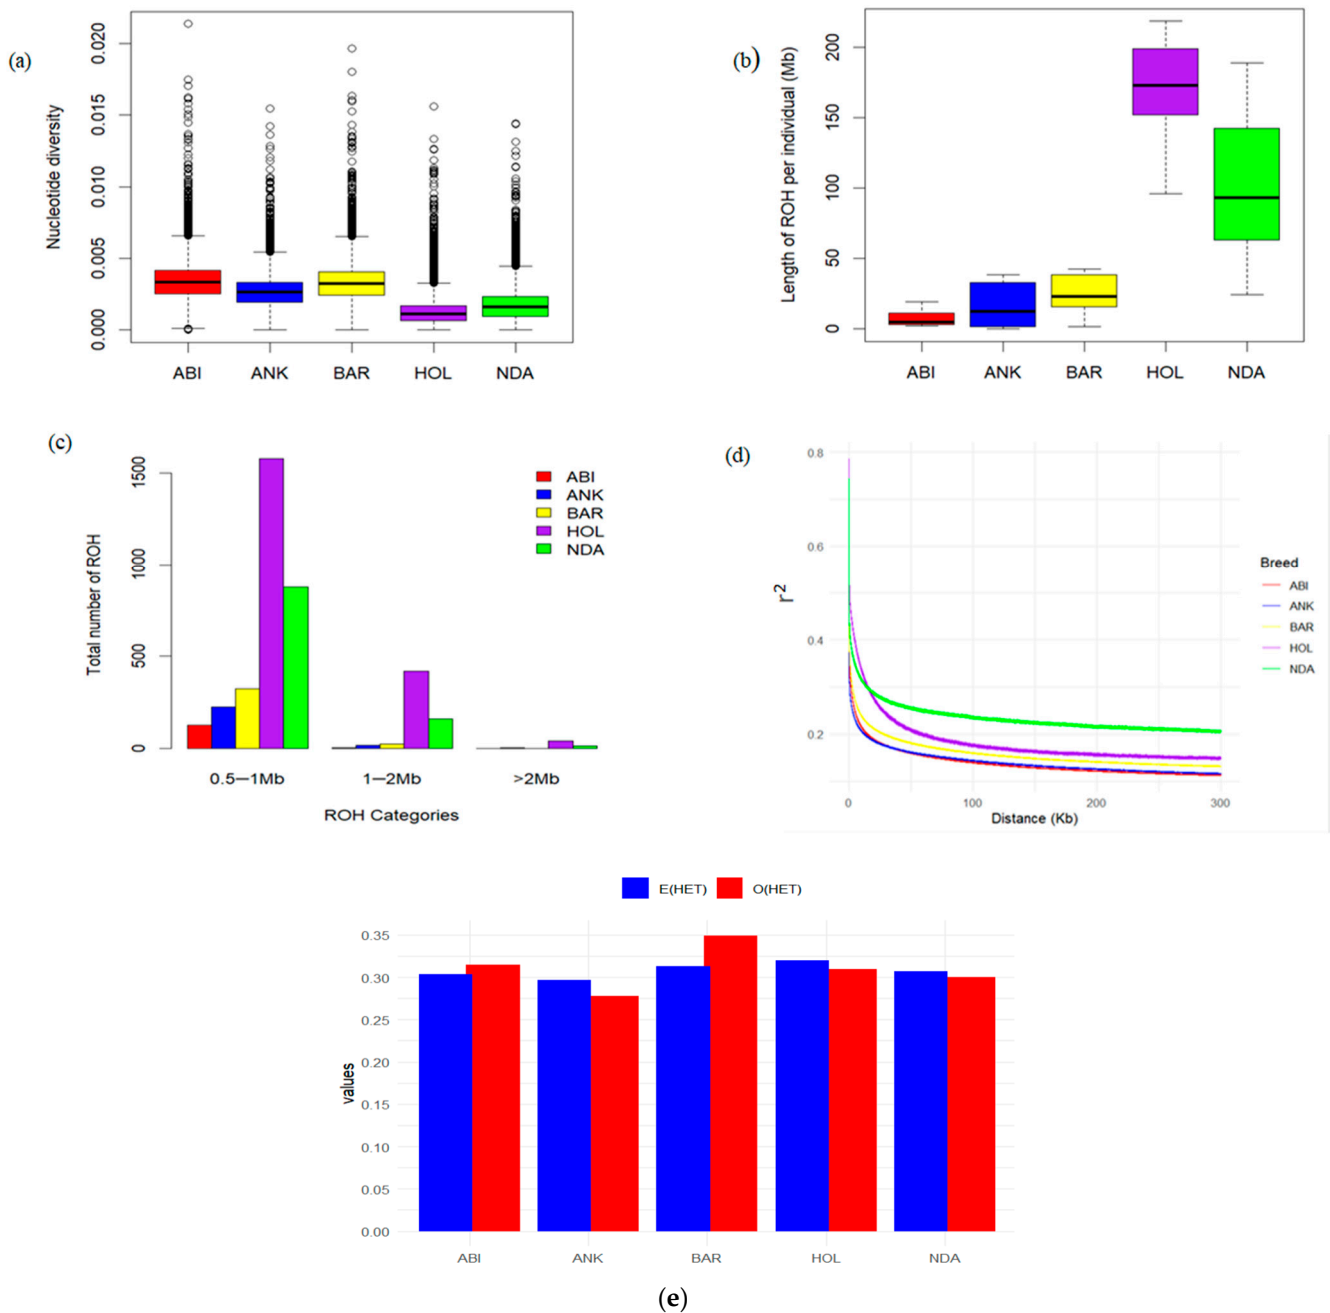 (a)
Nucleotide diversity
0.020
0.015
0.010
0.005
0.000
ABI ANK BAR HOL NDA
(b)
Length of ROH per individual (Mb)
200
150
100
50
0
ABI ANK BAR HOL NDA
(c)
Total number of ROH
1500
1000
500
0
ABI
ANK
BAR
HOL
NDA
0.5–1Mb 1–2Mb >2Mb
ROH Categories
(d)
r²
0.8
0.6
0.4
0.2
0 100 200 300
Distance (Kb)
Breed
ABI
ANK
BAR
HOL
NDA
E(HET) O(HET)
values
0.35
0.30
0.25
0.20
0.15
0.10
0.05
0.00
ABI ANK BAR HOL NDA
(e)